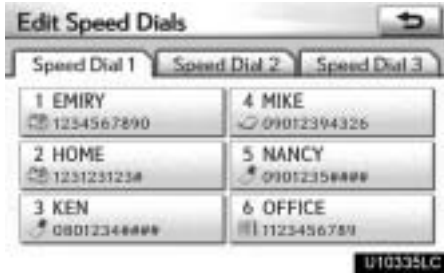 Edit Speed Dials
Speed Dial 1 Speed Dial 2 Speed Dial 3
1 EMIRY
1234567890
2 HOME
123123123#
3 KEN
08012344###
4 MIKE
09012394326
5 NANCY
0901235####
6 OFFICE
1123456789
U10335LC